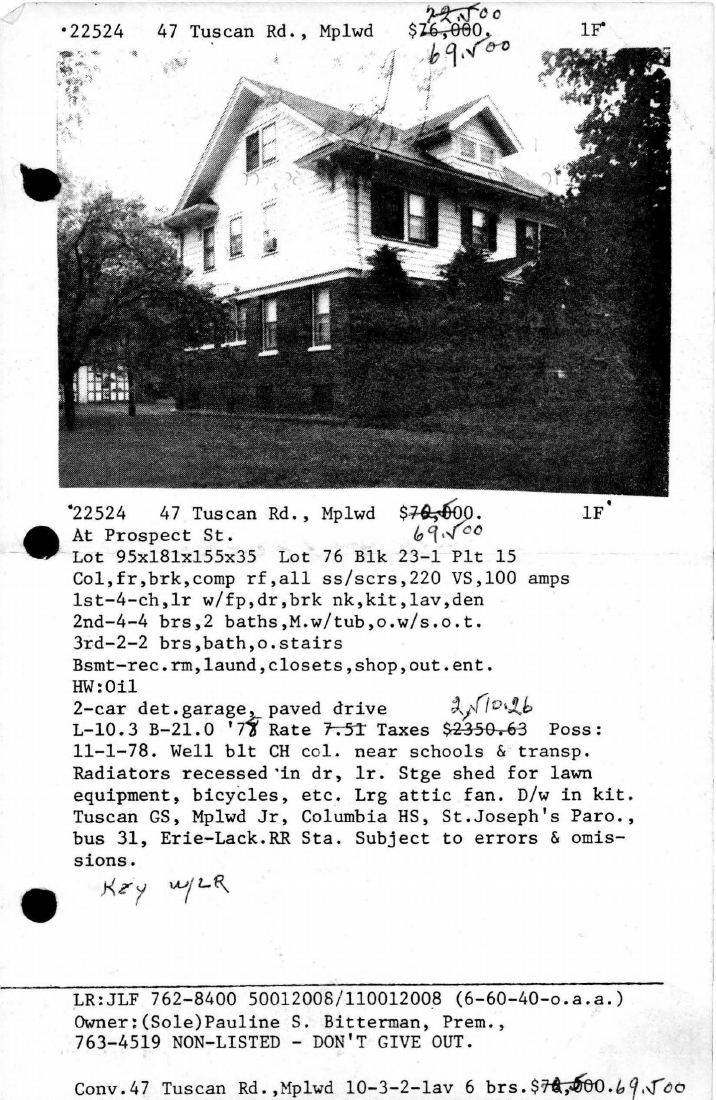 22,500
•22524 47 Tuscan Rd., Mplwd $76,000. 1F•
69,500
•22524 47 Tuscan Rd., Mplwd $76,000. 1F•
At Prospect St. 69,500
Lot 95x181x155x35 Lot 76 Blk 23-1 Plt 15
Col,fr,brk,comp rf,all ss/scrs,220 VS,100 amps
1st-4-ch,lr w/fp,dr,brk nk,kit,lav,den
2nd-4-4 brs,2 baths,M.w/tub,o.w/s.o.t.
3rd-2-2 brs,bath,o.stairs
Bsmt-rec.rm,laund,closets,shop,out.ent.
HW:Oil
2-car det.garage, paved drive 2,510.26
L-10.3 B-21.0 '78 Rate 7.51 Taxes $2350.63 Poss:
11-1-78. Well blt CH col. near schools & transp.
Radiators recessed in dr, lr. Stge shed for lawn
equipment, bicycles, etc. Lrg attic fan. D/w in kit.
Tuscan GS, Mplwd Jr, Columbia HS, St.Joseph's Paro.,
bus 31, Erie-Lack.RR Sta. Subject to errors & omis-
sions.
Key w/LR
LR:JLF 762-8400 50012008/110012008 (6-60-40-o.a.a.)
Owner:(Sole)Pauline S. Bitterman, Prem.,
763-4519 NON-LISTED - DON'T GIVE OUT.
Conv.47 Tuscan Rd.,Mplwd 10-3-2-lav 6 brs.$76,000.69,500